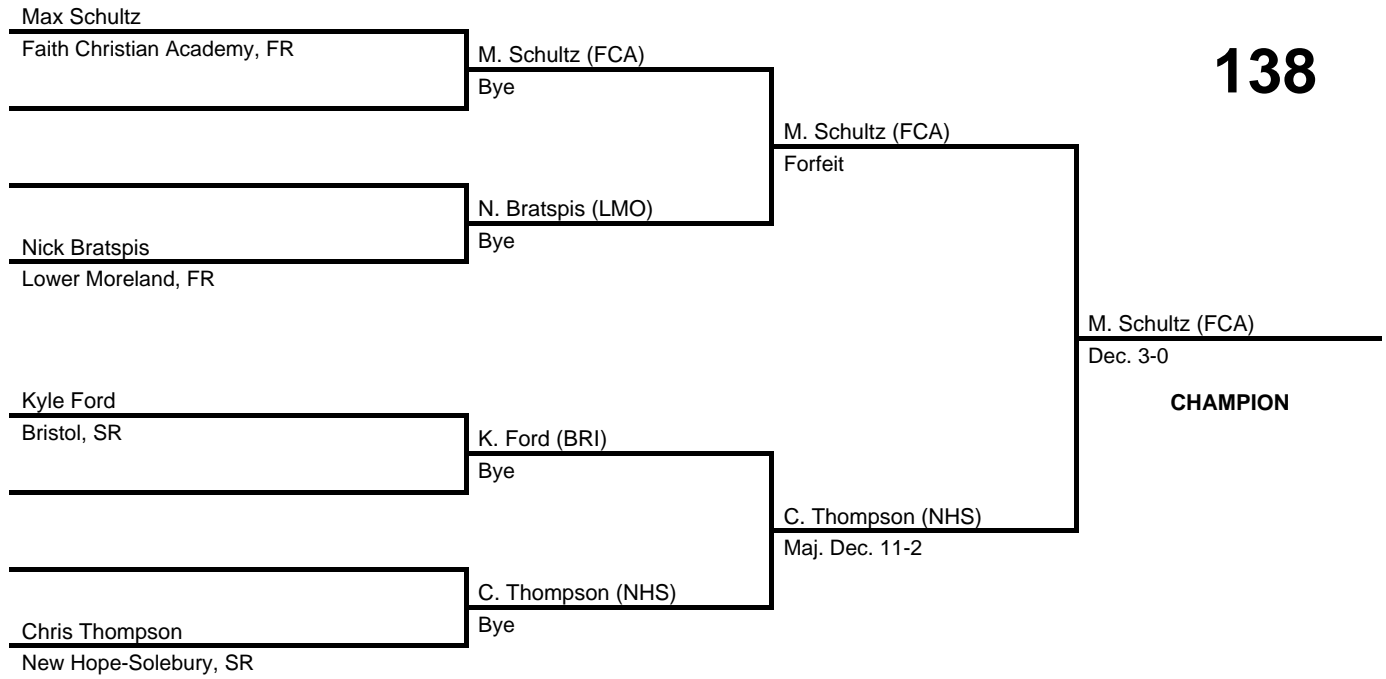 Max Schultz
Faith Christian Academy, FR
M. Schultz (FCA)
Bye
138
M. Schultz (FCA)
Forfeit
N. Bratspis (LMO)
Bye
Nick Bratspis
Lower Moreland, FR
M. Schultz (FCA)
Dec. 3-0
CHAMPION
Kyle Ford
Bristol, SR
K. Ford (BRI)
Bye
C. Thompson (NHS)
Maj. Dec. 11-2
C. Thompson (NHS)
Bye
Chris Thompson
New Hope-Solebury, SR